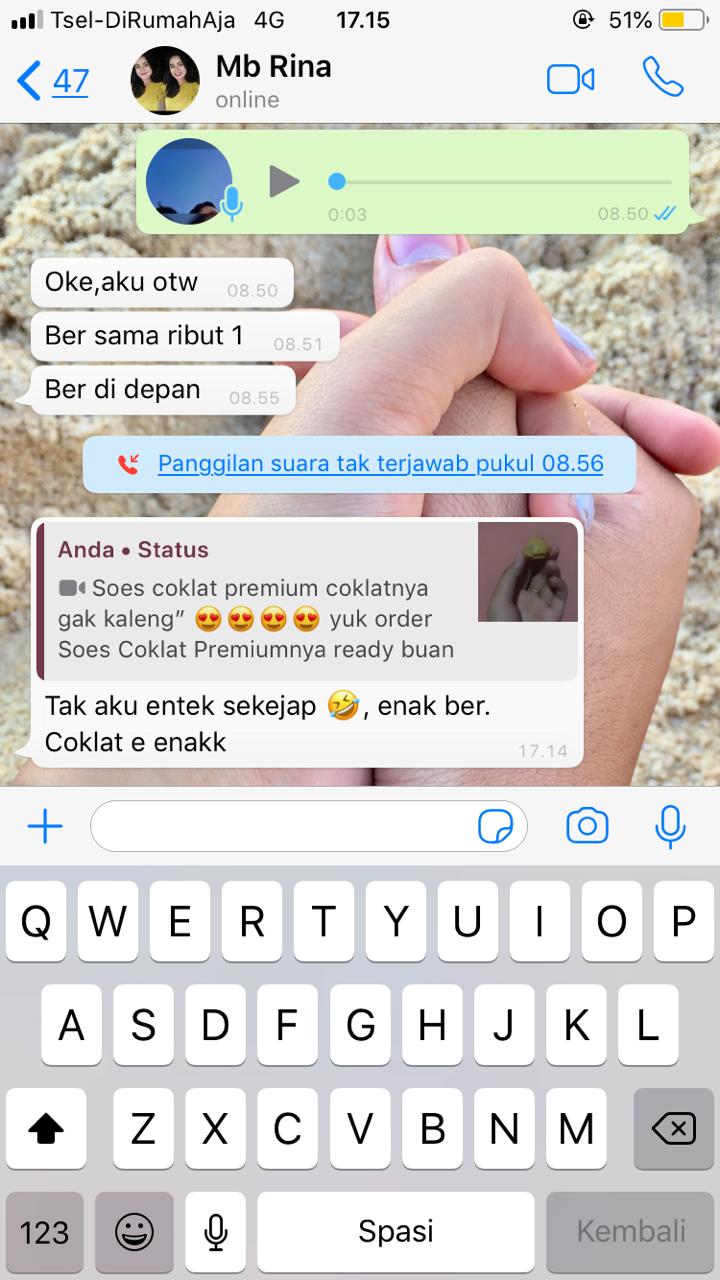 Tsel-DiRumahAja 4G 17.15 51%
47 Mb Rina
online
0:03 08.50
Oke,aku otw 08.50
Ber sama ribut 1 08.51
Ber di depan 08.55
Panggilan suara tak terjawab pukul 08.56
Anda • Status
Soes coklat premium coklatnya
gak kaleng” 😍😍😍😍 yuk order
Soes Coklat Premiumnya ready buan
Tak aku entek sekejap 🤣, enak ber.
Coklat e enakk 17.14
Q W E R T Y U I O P
A S D F G H J K L
Z X C V B N M
123 Spasi Kembali